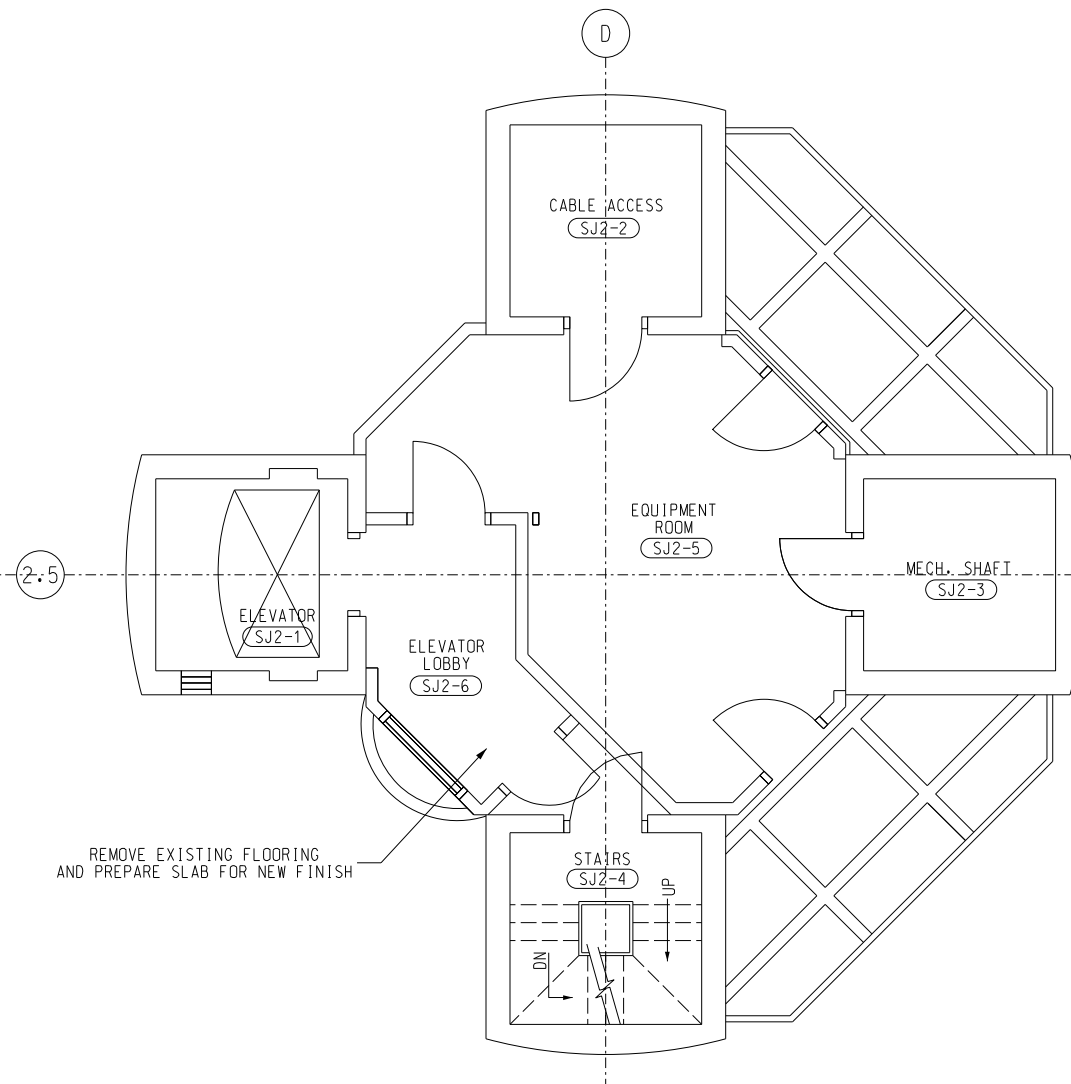 D
CABLE ACCESS
SJ2-2
EQUIPMENT
ROOM
SJ2-5
2.5
MECH. SHAFT
SJ2-3
ELEVATOR
SJ2-1
ELEVATOR
LOBBY
SJ2-6
REMOVE EXISTING FLOORING
AND PREPARE SLAB FOR NEW FINISH
STAIRS
SJ2-4
UP
DN